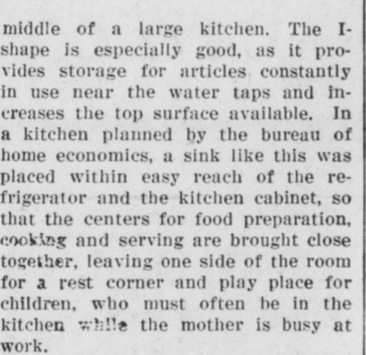 middle of a large kitchen. The I-
shape is especially good, as it pro-
vides storage for articles constantly
in use near the water taps and in-
creases the top surface available. In
a kitchen planned by the bureau of
home economics, a sink like this was
placed within easy reach of the re-
frigerator and the kitchen cabinet, so
that the centers for food preparation,
cooking and serving are brought close
together, leaving one side of the room
for a rest corner and play place for
children, who must often be in the
kitchen while the mother is busy at
work.